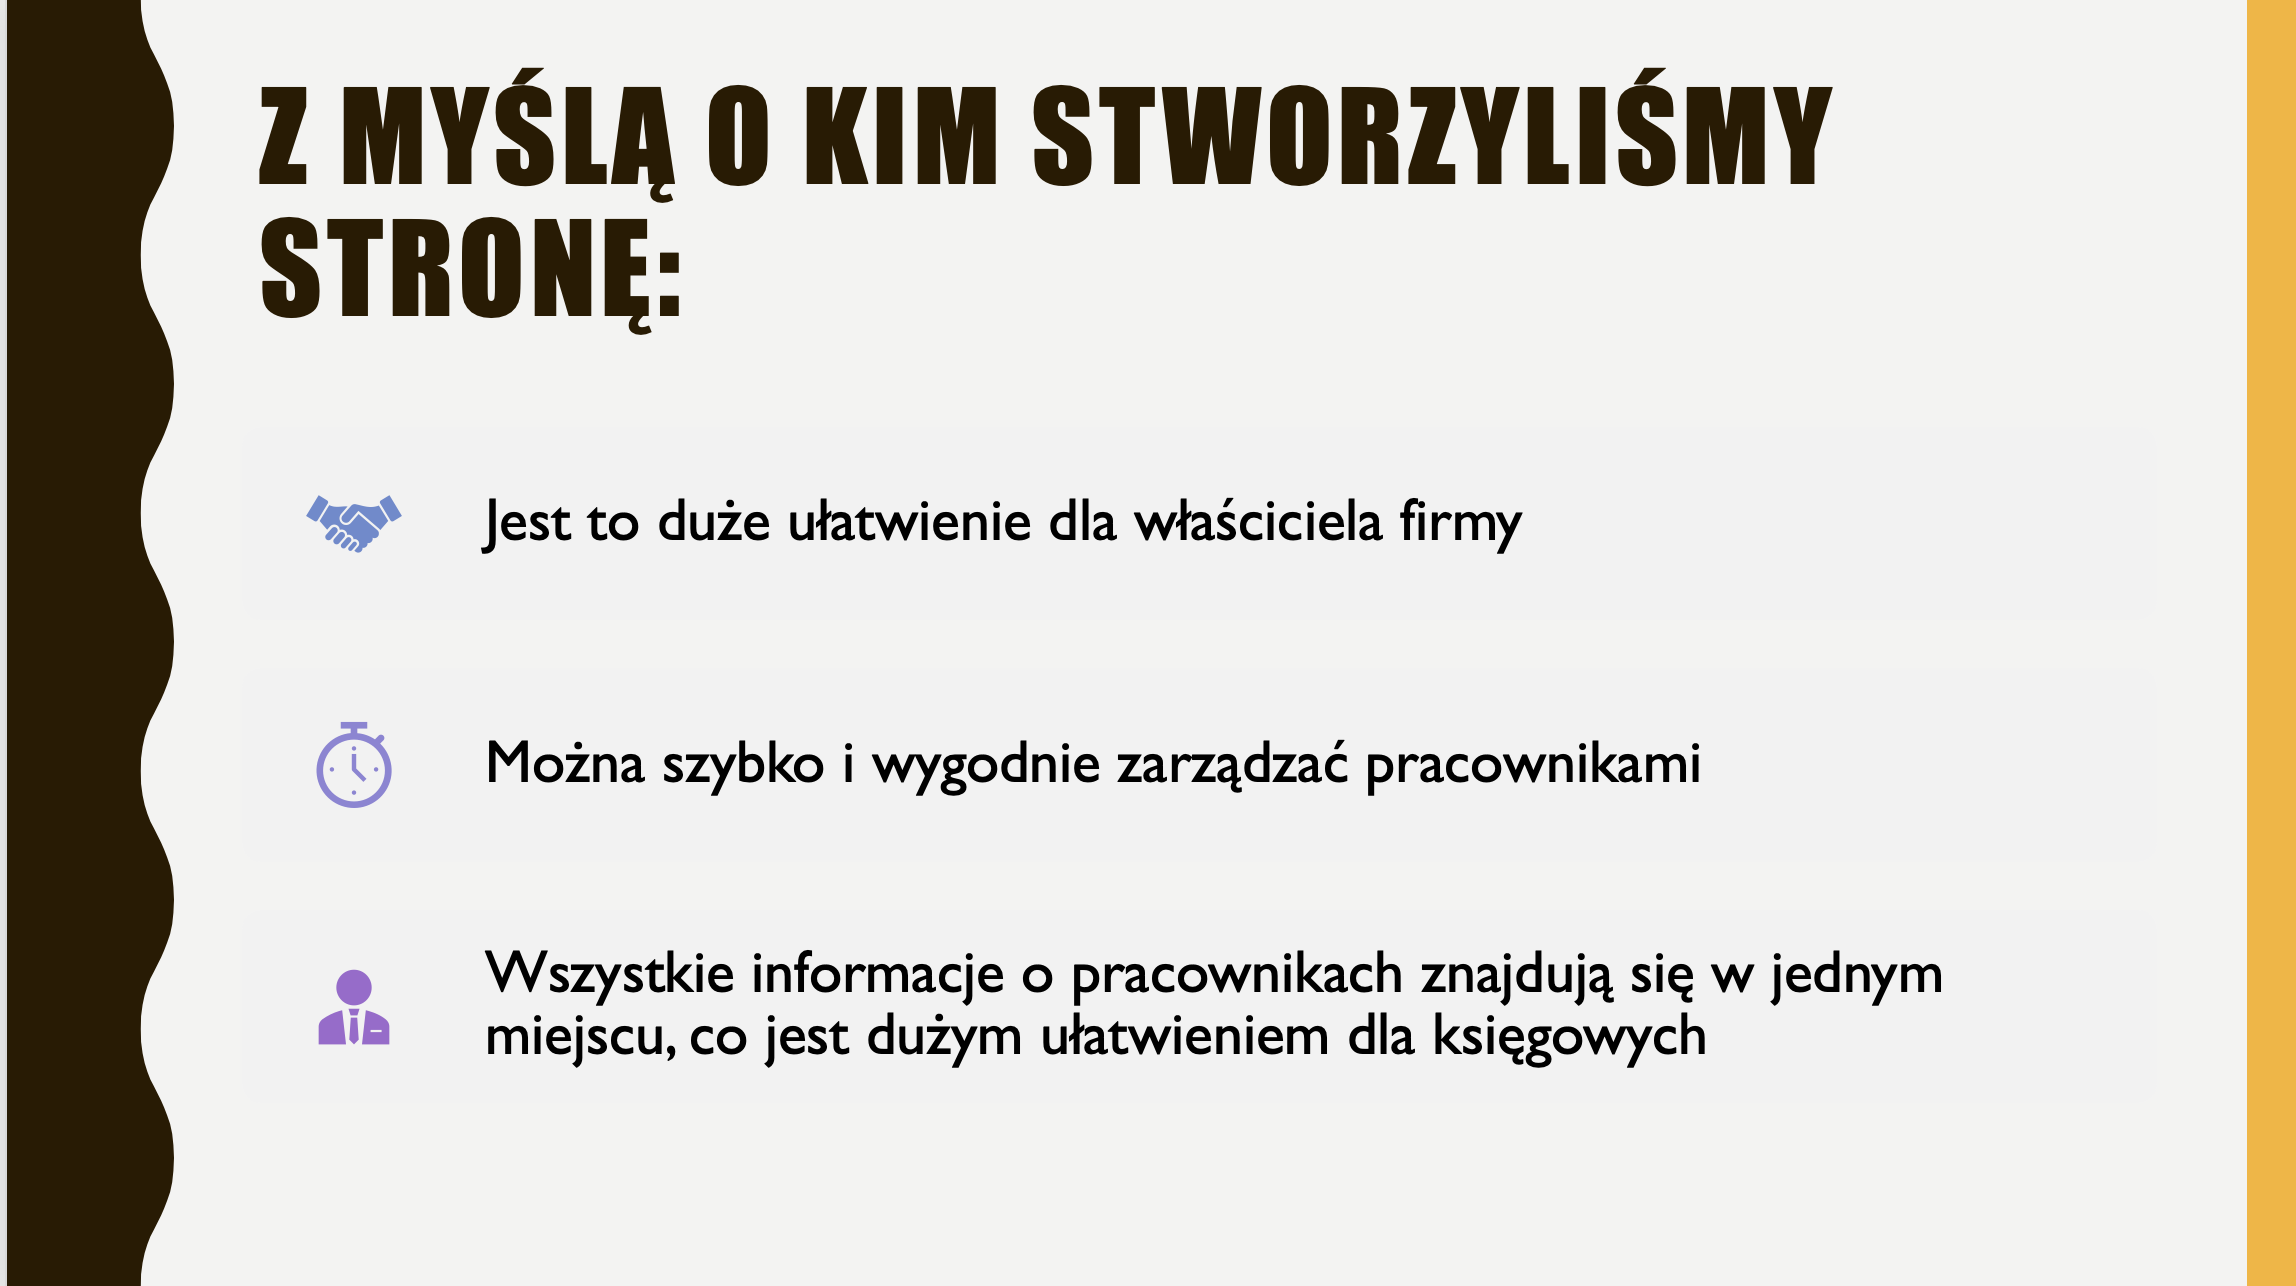 Z MYŚLĄ O KIM STWORZYLIŚMY
STRONĘ:
Jest to duże ułatwienie dla właściciela firmy
Można szybko i wygodnie zarządzać pracownikami
Wszystkie informacje o pracownikach znajdują się w jednym
miejscu, co jest dużym ułatwieniem dla księgowych